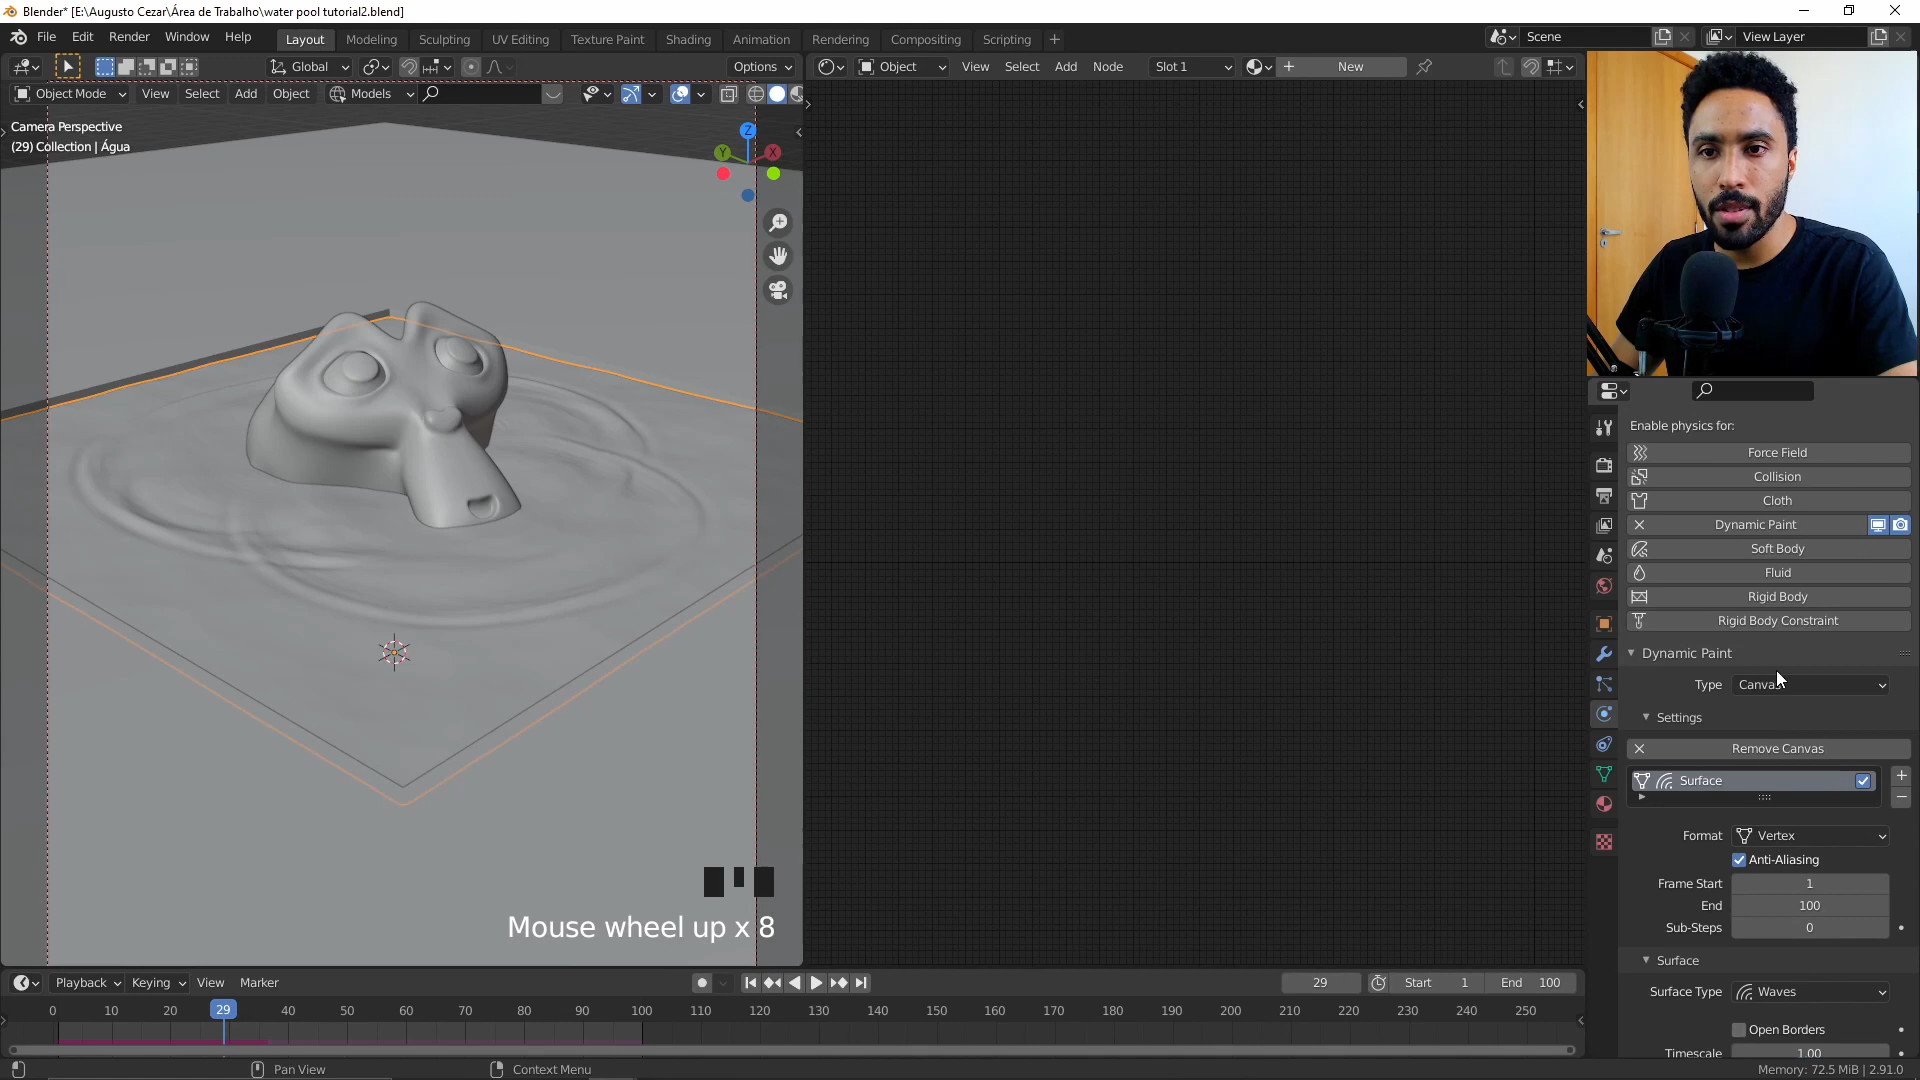 Blender* [E:\Augusto Cezar\Área de Trabalho\water pool tutorial2.blend]
File Edit Render Window Help Layout Modeling Sculpting UV Editing Texture Paint Shading Animation Rendering Compositing Scripting + Scene View Layer
Global Options Object View Select Add Node Slot 1 New
Object Mode View Select Add Object Models
Camera Perspective
(29) Collection | Água
Z
Y X
Enable physics for:
Force Field
Collision
Cloth
Dynamic Paint
Soft Body
Fluid
Rigid Body
Rigid Body Constraint
Dynamic Paint
Type Canvas
Settings
Remove Canvas
Surface
Format Vertex
Anti-Aliasing
Frame Start 1
End 100
Sub-Steps 0
Surface
Surface Type Waves
Open Borders
Timescale 1.00
Mouse wheel up x 8
Playback Keying View Marker 29 Start 1 End 100
0 10 20 29 40 50 60 70 80 90 100 110 120 130 140 150 160 170 180 190 200 210 220 230 240 250
Pan View Context Menu Memory: 72.5 MiB | 2.91.0